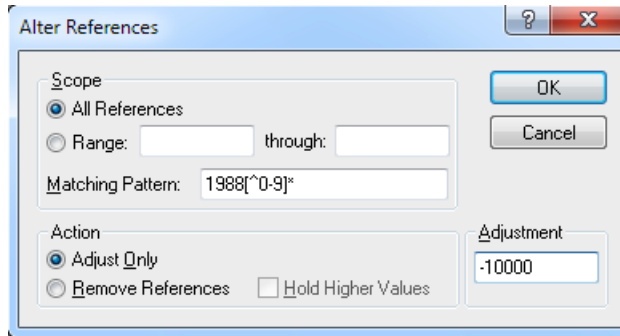 Alter References
Scope
All References
Range: through:
Matching Pattern: 1988[^0-9]*
OK
Cancel
Action
Adjust Only
Remove References Hold Higher Values
Adjustment
-10000